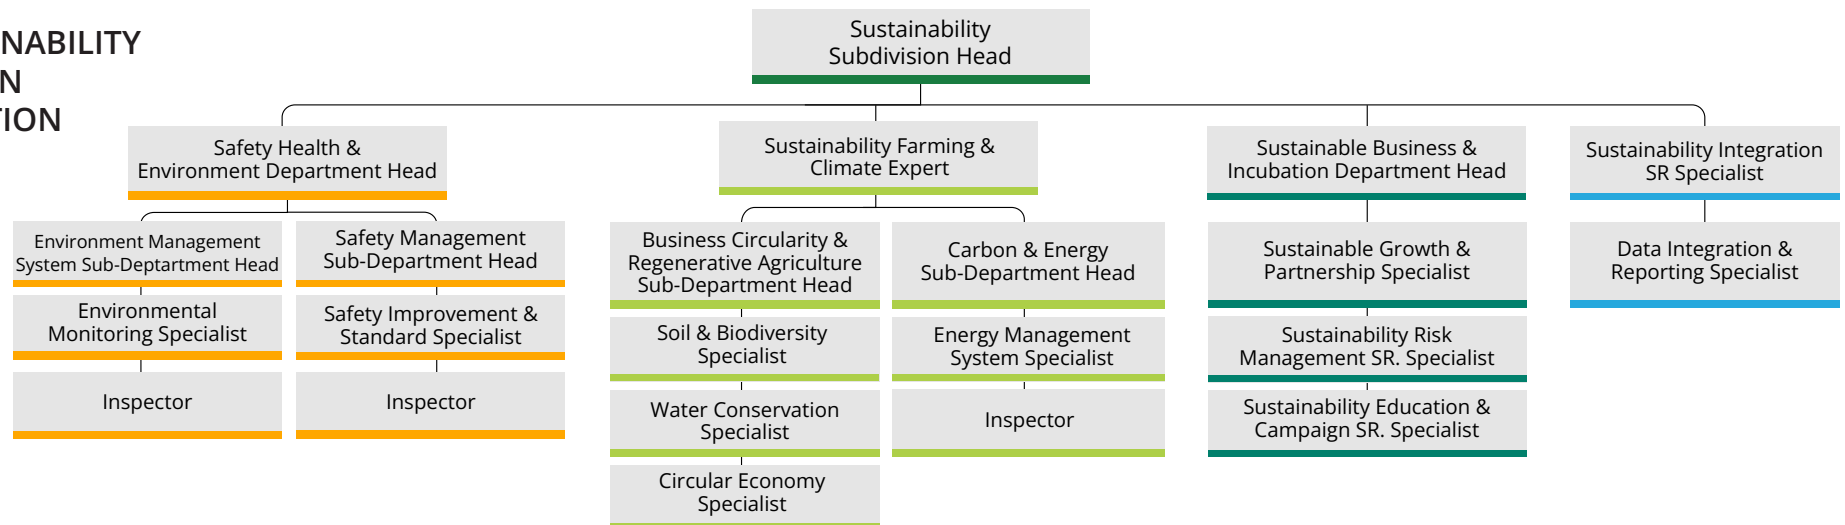 NABILITY
N
TION
Sustainability
Subdivision Head
Safety Health &
Environment Department Head
Environment Management
System Sub-Deptartment Head
Environmental
Monitoring Specialist
Inspector
Safety Management
Sub-Department Head
Safety Improvement &
Standard Specialist
Inspector
Sustainability Farming &
Climate Expert
Business Circularity &
Regenerative Agriculture
Sub-Department Head
Soil & Biodiversity
Specialist
Water Conservation
Specialist
Circular Economy
Specialist
Carbon & Energy
Sub-Department Head
Energy Management
System Specialist
Inspector
Sustainable Business &
Incubation Department Head
Sustainable Growth &
Partnership Specialist
Sustainability Risk
Management SR. Specialist
Sustainability Education &
Campaign SR. Specialist
Sustainability Integration
SR Specialist
Data Integration &
Reporting Specialist